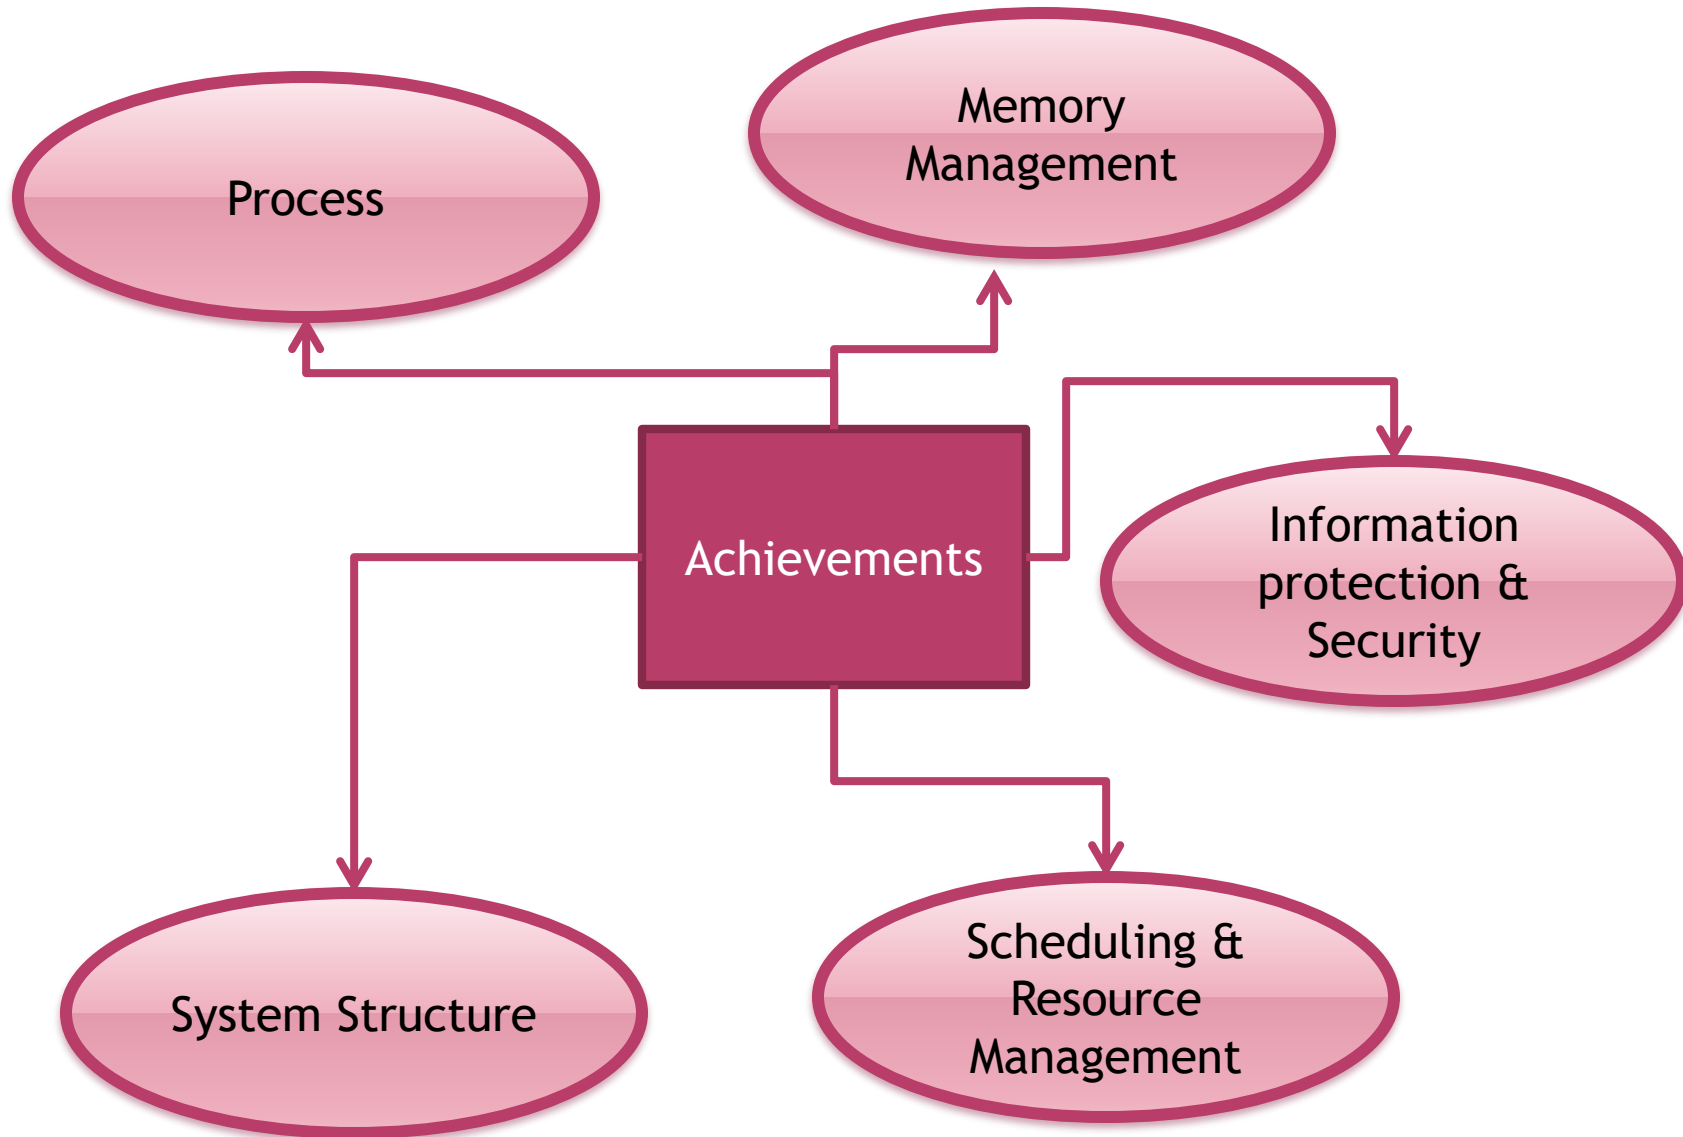 Process
Memory
Management
Achievements
Information
protection &
Security
System Structure
Scheduling &
Resource
Management